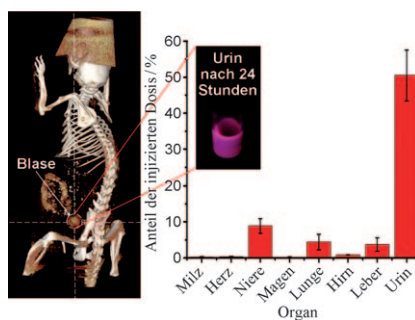 Blase
Urin
nach 24
Stunden
Anteil der injizierten Dosis / %
60
50
40
30
20
10
0
Milz
Herz
Niere
Magen
Lunge
Hirn
Leber
Urin
Organ